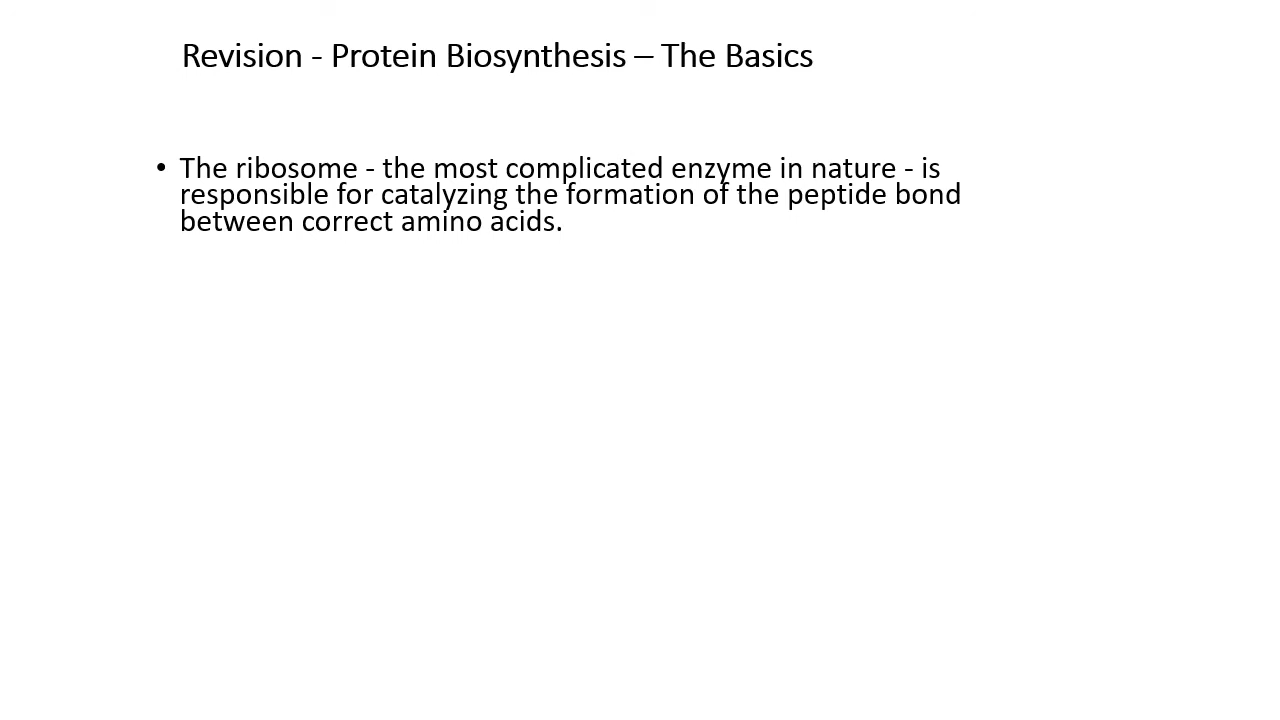 Revision - Protein Biosynthesis – The Basics
• The ribosome - the most complicated enzyme in nature - is
responsible for catalyzing the formation of the peptide bond
between correct amino acids.